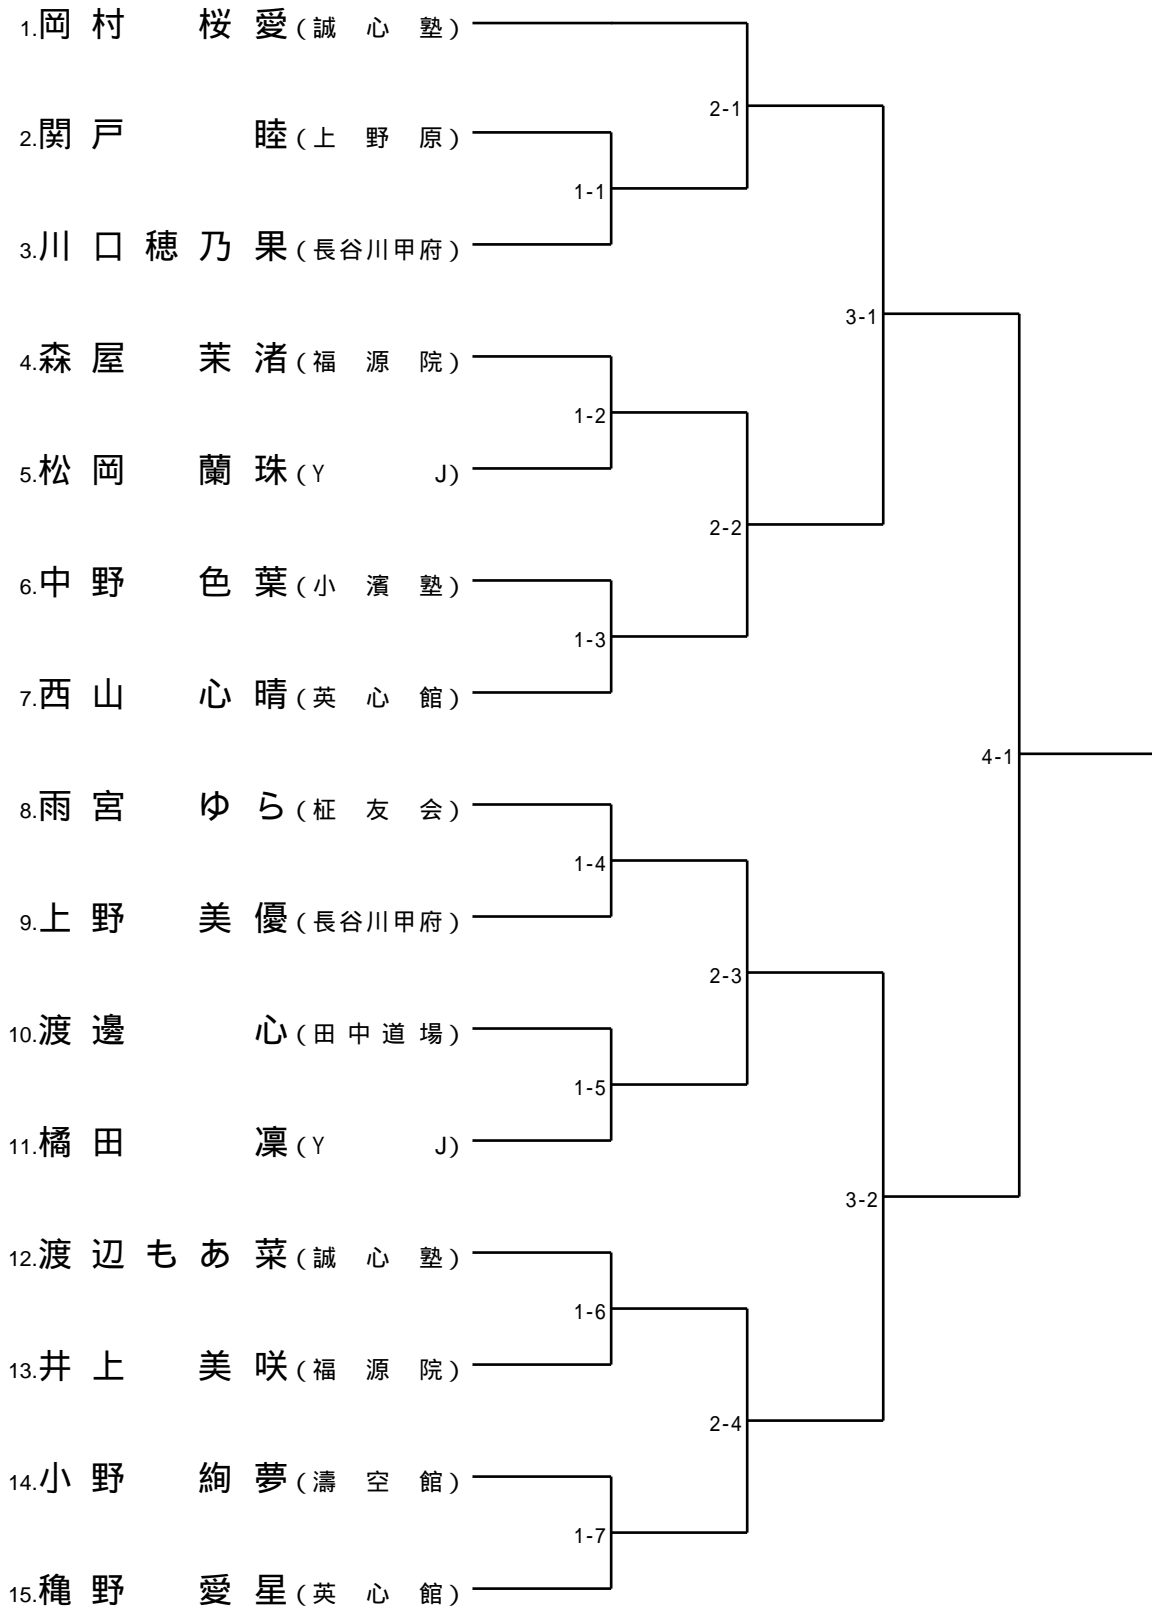 1.岡村 桜愛(誠心塾)
2-1
2.関戸 睦(上野原)
1-1
3.川口穂乃果(長谷川甲府)
3-1
4.森屋 茉渚(福源院)
1-2
5.松岡 蘭珠(Y J)
2-2
6.中野 色葉(小濱塾)
1-3
7.西山 心晴(英心館)
4-1
8.雨宮 ゆら(柾友会)
1-4
9.上野 美優(長谷川甲府)
2-3
10.渡邊 心(田中道場)
1-5
11.橘田 凜(Y J)
3-2
12.渡辺もあ菜(誠心塾)
1-6
13.井上 美咲(福源院)
2-4
14.小野 絢夢(濤空館)
1-7
15.穐野 愛星(英心館)